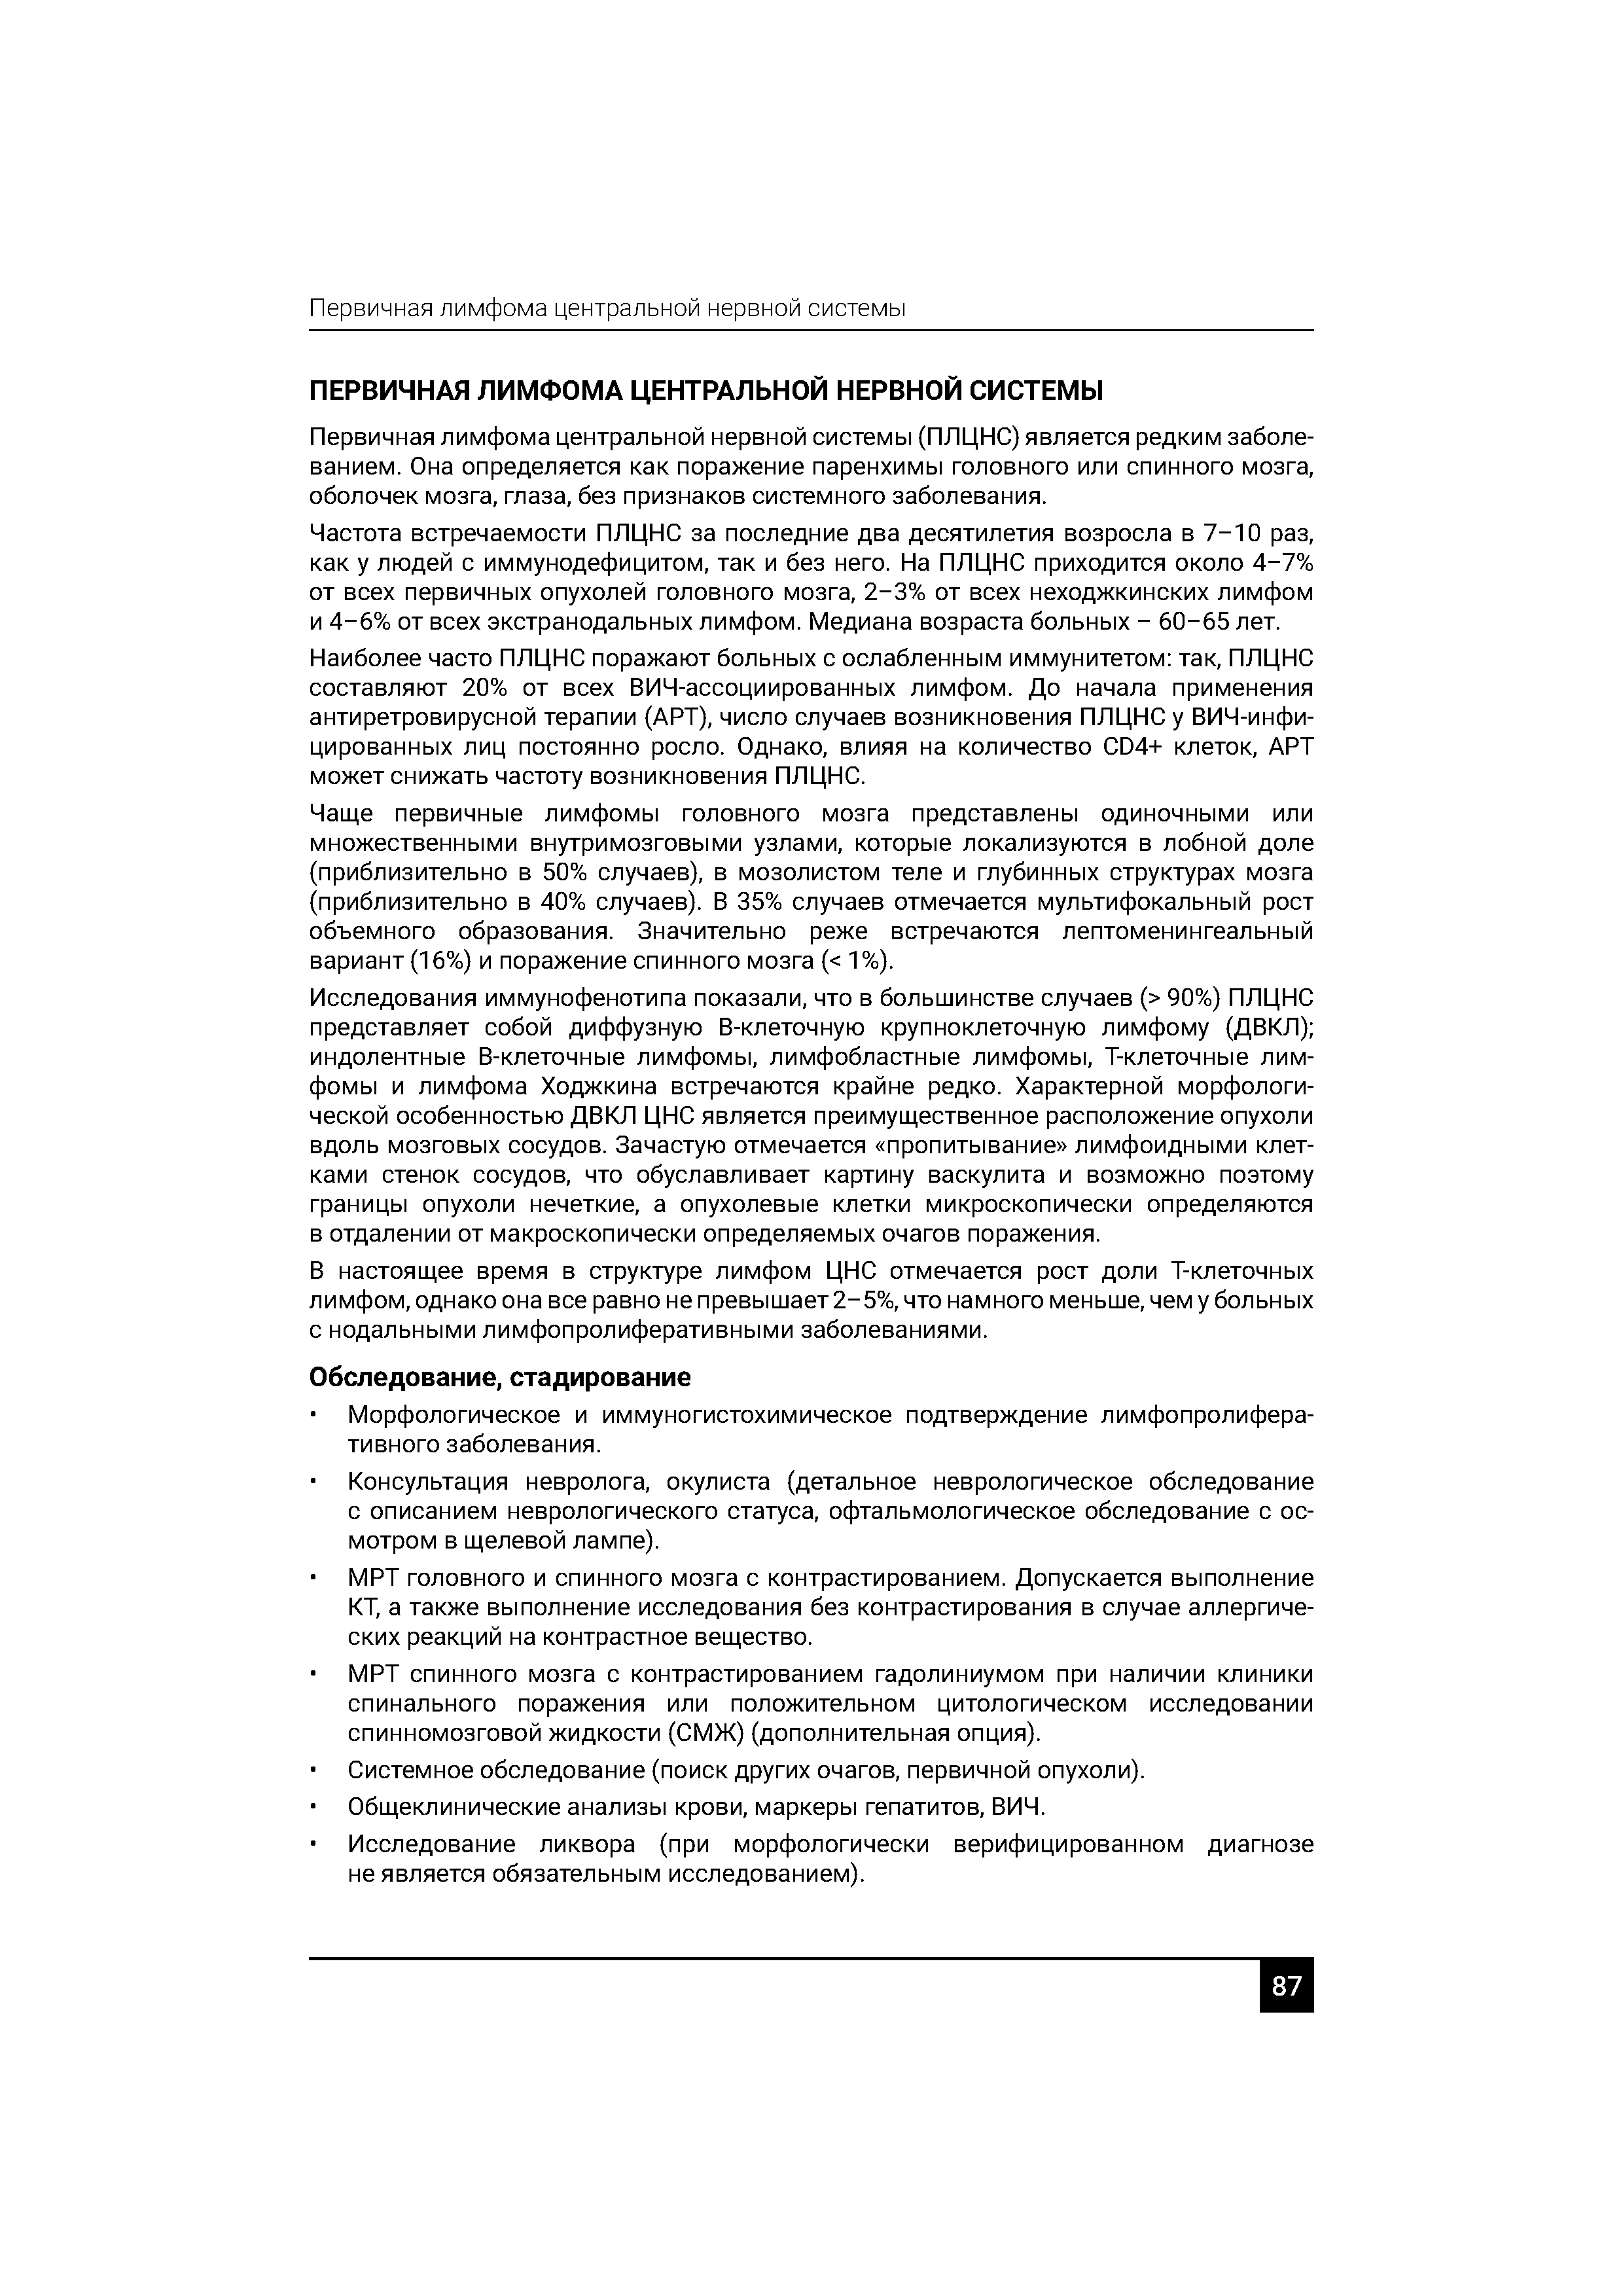 Первичная лимфома центральной нервной системы
ПЕРВИЧНАЯ ЛИМФОМА ЦЕНТРАЛЬНОЙ НЕРВНОЙ СИСТЕМЫ
Первичная лимфома центральной нервной системы (ПЛЦНС) является редким заболе-
ванием. Она определяется как поражение паренхимы головного или спинного мозга,
оболочек мозга, глаза, без признаков системного заболевания.
Частота встречаемости ПЛЦНС за последние два десятилетия возросла в 7–10 раз,
как у людей с иммунодефицитом, так и без него. На ПЛЦНС приходится около 4–7%
от всех первичных опухолей головного мозга, 2–3% от всех неходжкинских лимфом
и 4–6% от всех экстранодальных лимфом. Медиана возраста больных – 60–65 лет.
Наиболее часто ПЛЦНС поражают больных с ослабленным иммунитетом: так, ПЛЦНС
составляют 20% от всех ВИЧ-ассоциированных лимфом. До начала применения
антиретровирусной терапии (АРТ), число случаев возникновения ПЛЦНС у ВИЧ-инфи-
цированных лиц постоянно росло. Однако, влияя на количество CD4+ клеток, АРТ
может снижать частоту возникновения ПЛЦНС.
Чаще первичные лимфомы головного мозга представлены одиночными или
множественными внутримозговыми узлами, которые локализуются в лобной доле
(приблизительно в 50% случаев), в мозолистом теле и глубинных структурах мозга
(приблизительно в 40% случаев). В 35% случаев отмечается мультифокальный рост
объемного образования. Значительно реже встречаются лептоменингеальный
вариант (16%) и поражение спинного мозга (< 1%).
Исследования иммунофенотипа показали, что в большинстве случаев (> 90%) ПЛЦНС
представляет собой диффузную В-клеточную крупноклеточную лимфому (ДВКЛ);
индолентные В-клеточные лимфомы, лимфобластные лимфомы, Т-клеточные лим-
фомы и лимфома Ходжкина встречаются крайне редко. Характерной морфологи-
ческой особенностью ДВКЛ ЦНС является преимущественное расположение опухоли
вдоль мозговых сосудов. Зачастую отмечается «пропитывание» лимфоидными клет-
ками стенок сосудов, что обуславливает картину васкулита и возможно поэтому
границы опухоли нечеткие, а опухолевые клетки микроскопически определяются
в отдалении от макроскопически определяемых очагов поражения.
В настоящее время в структуре лимфом ЦНС отмечается рост доли Т-клеточных
лимфом, однако она все равно не превышает 2–5%, что намного меньше, чем у больных
с нодальными лимфопролиферативными заболеваниями.
Обследование, стадирование
• Морфологическое и иммуногистохимическое подтверждение лимфопролифера-
тивного заболевания.
• Консультация невролога, окулиста (детальное неврологическое обследование
с описанием неврологического статуса, офтальмологическое обследование с ос-
мотром в щелевой лампе).
• МРТ головного и спинного мозга с контрастированием. Допускается выполнение
КТ, а также выполнение исследования без контрастирования в случае аллергиче-
ских реакций на контрастное вещество.
• МРТ спинного мозга с контрастированием гадолиниумом при наличии клиники
спинального поражения или положительном цитологическом исследовании
спинномозговой жидкости (СМЖ) (дополнительная опция).
• Системное обследование (поиск других очагов, первичной опухоли).
• Общеклинические анализы крови, маркеры гепатитов, ВИЧ.
• Исследование ликвора (при морфологически верифицированном диагнозе
не является обязательным исследованием).
87